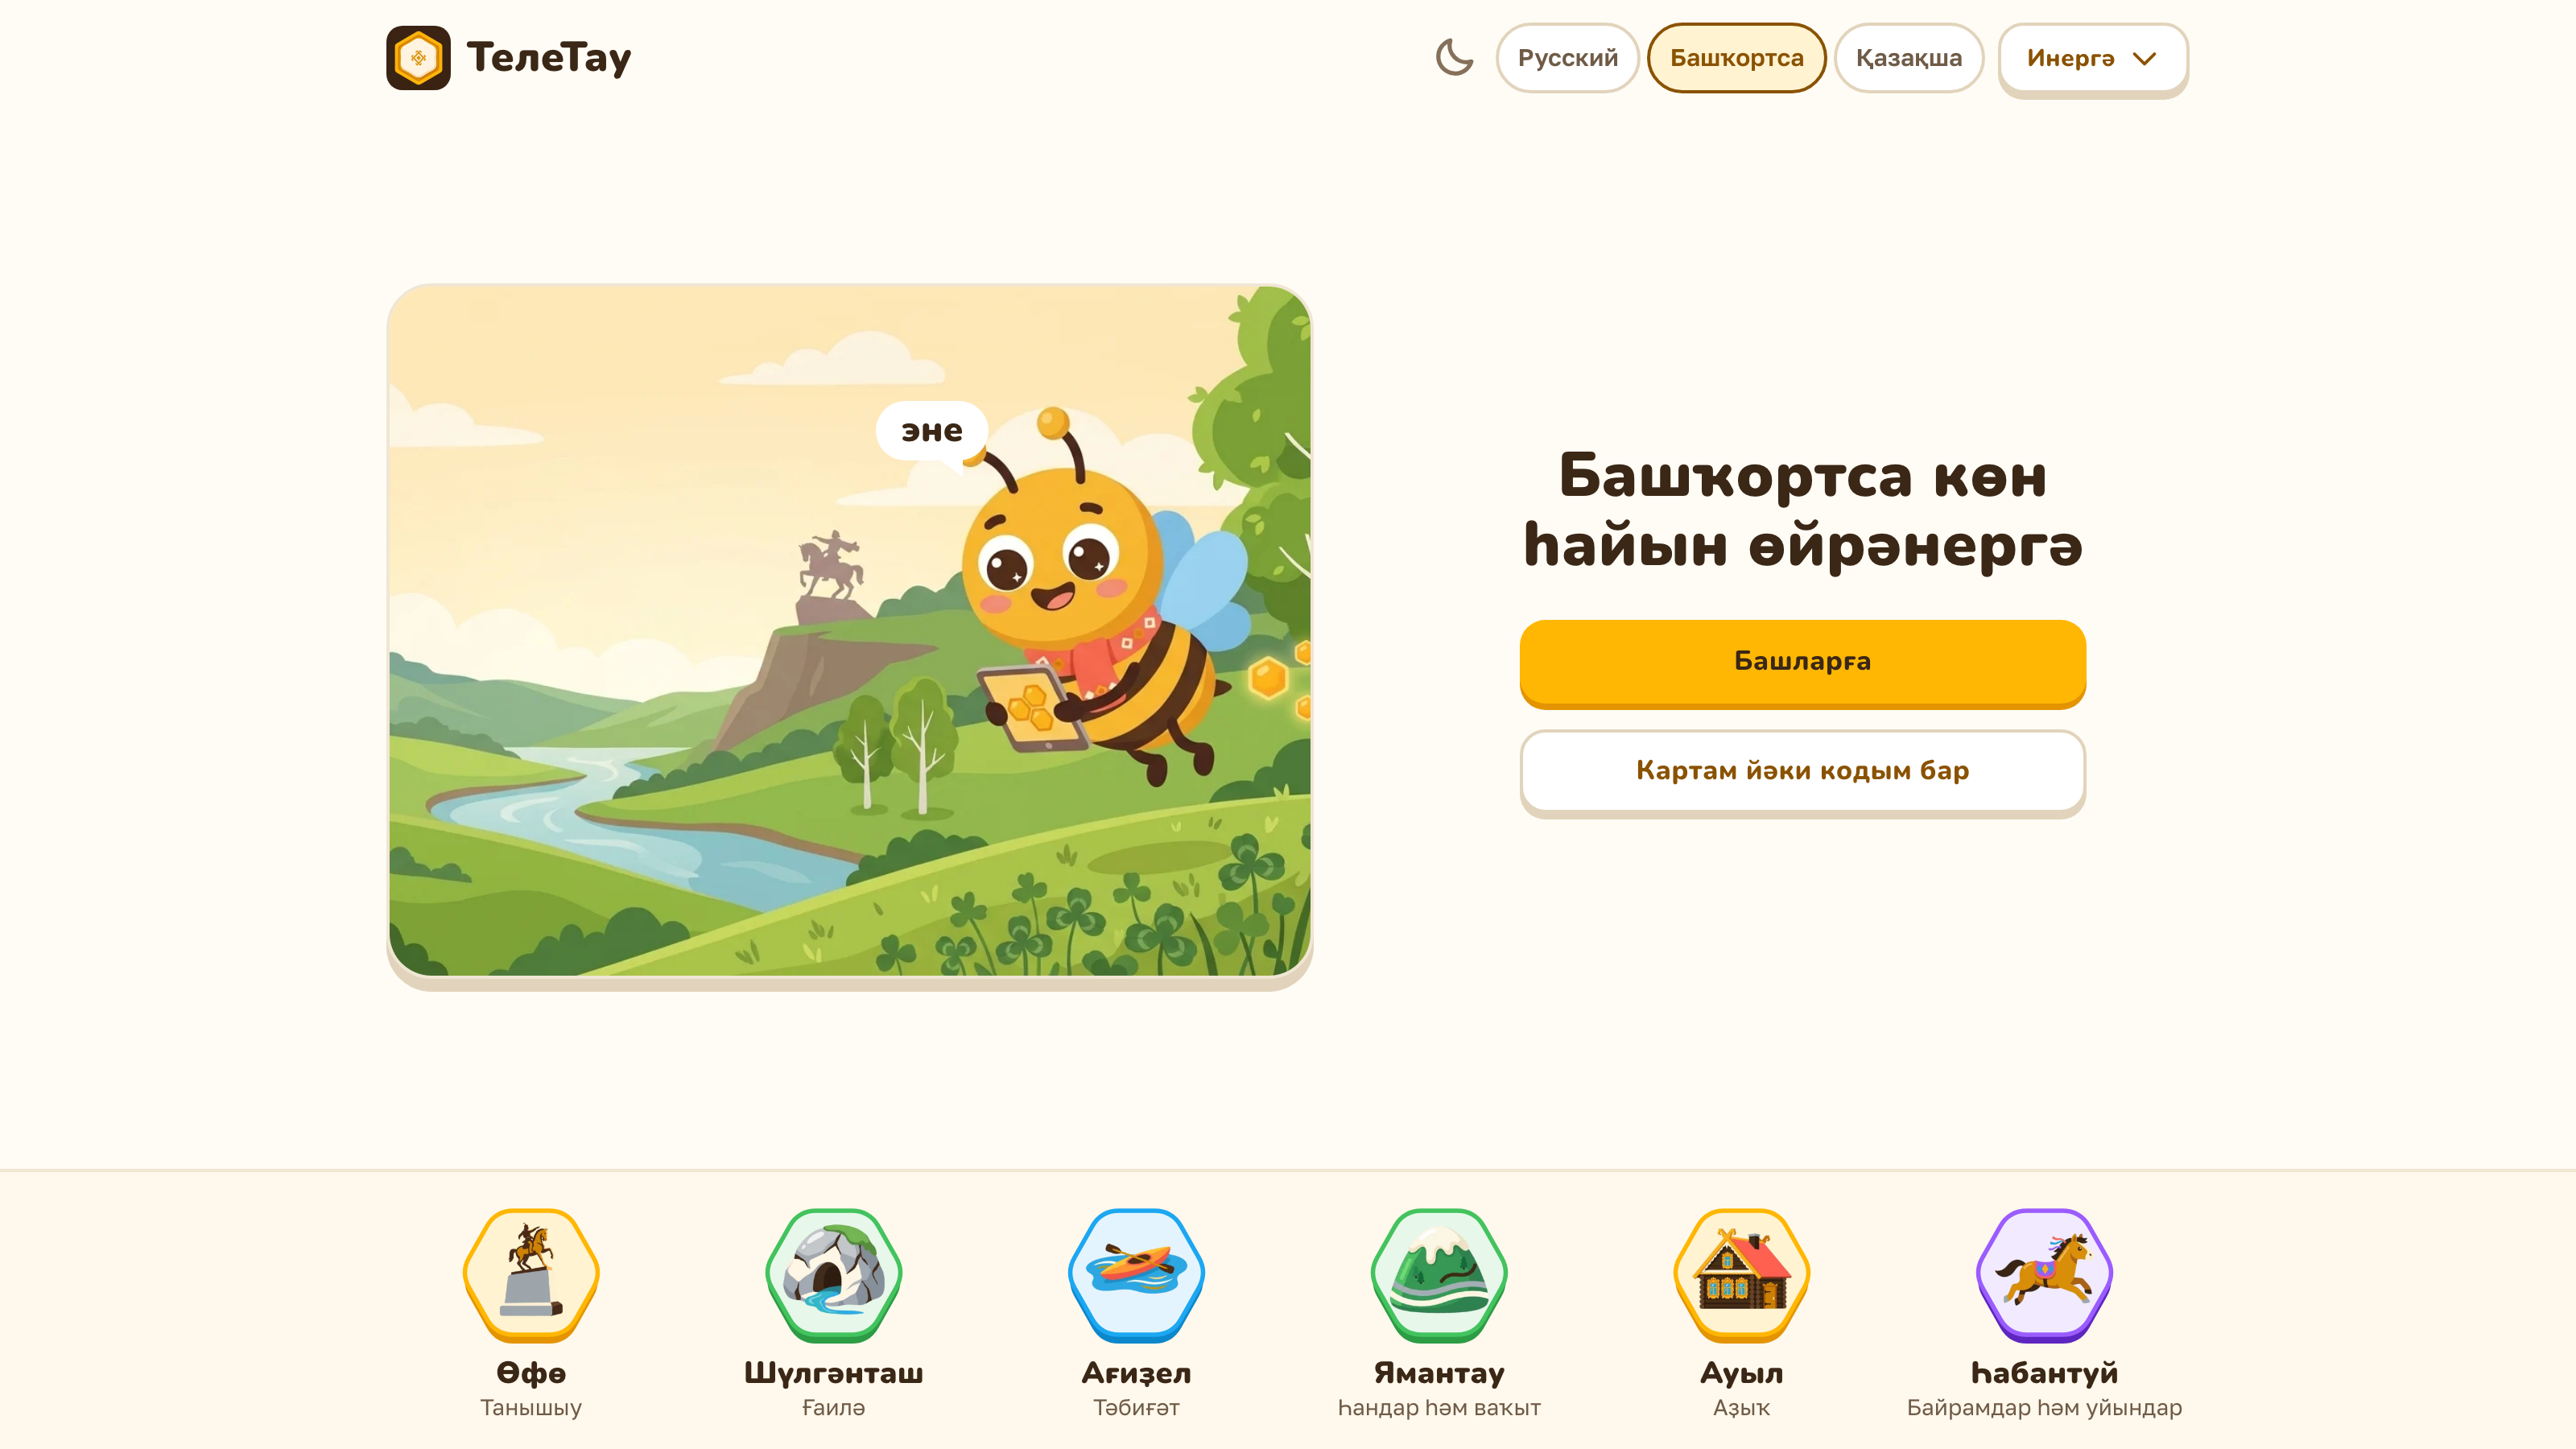 ТелеТау
Русский
Башҡортса
Қазақша
Инергә
эне
Башҡортса көн
һайын өйрәнергә
Башларға
Картам йәки кодым бар
Өфө
Танышыу
Шүлгәнташ
Ғаилә
Ағиҙел
Тәбиғәт
Ямантау
Һандар һәм ваҡыт
Ауыл
Аҙыҡ
Һабантуй
Байрамдар һәм уйындар